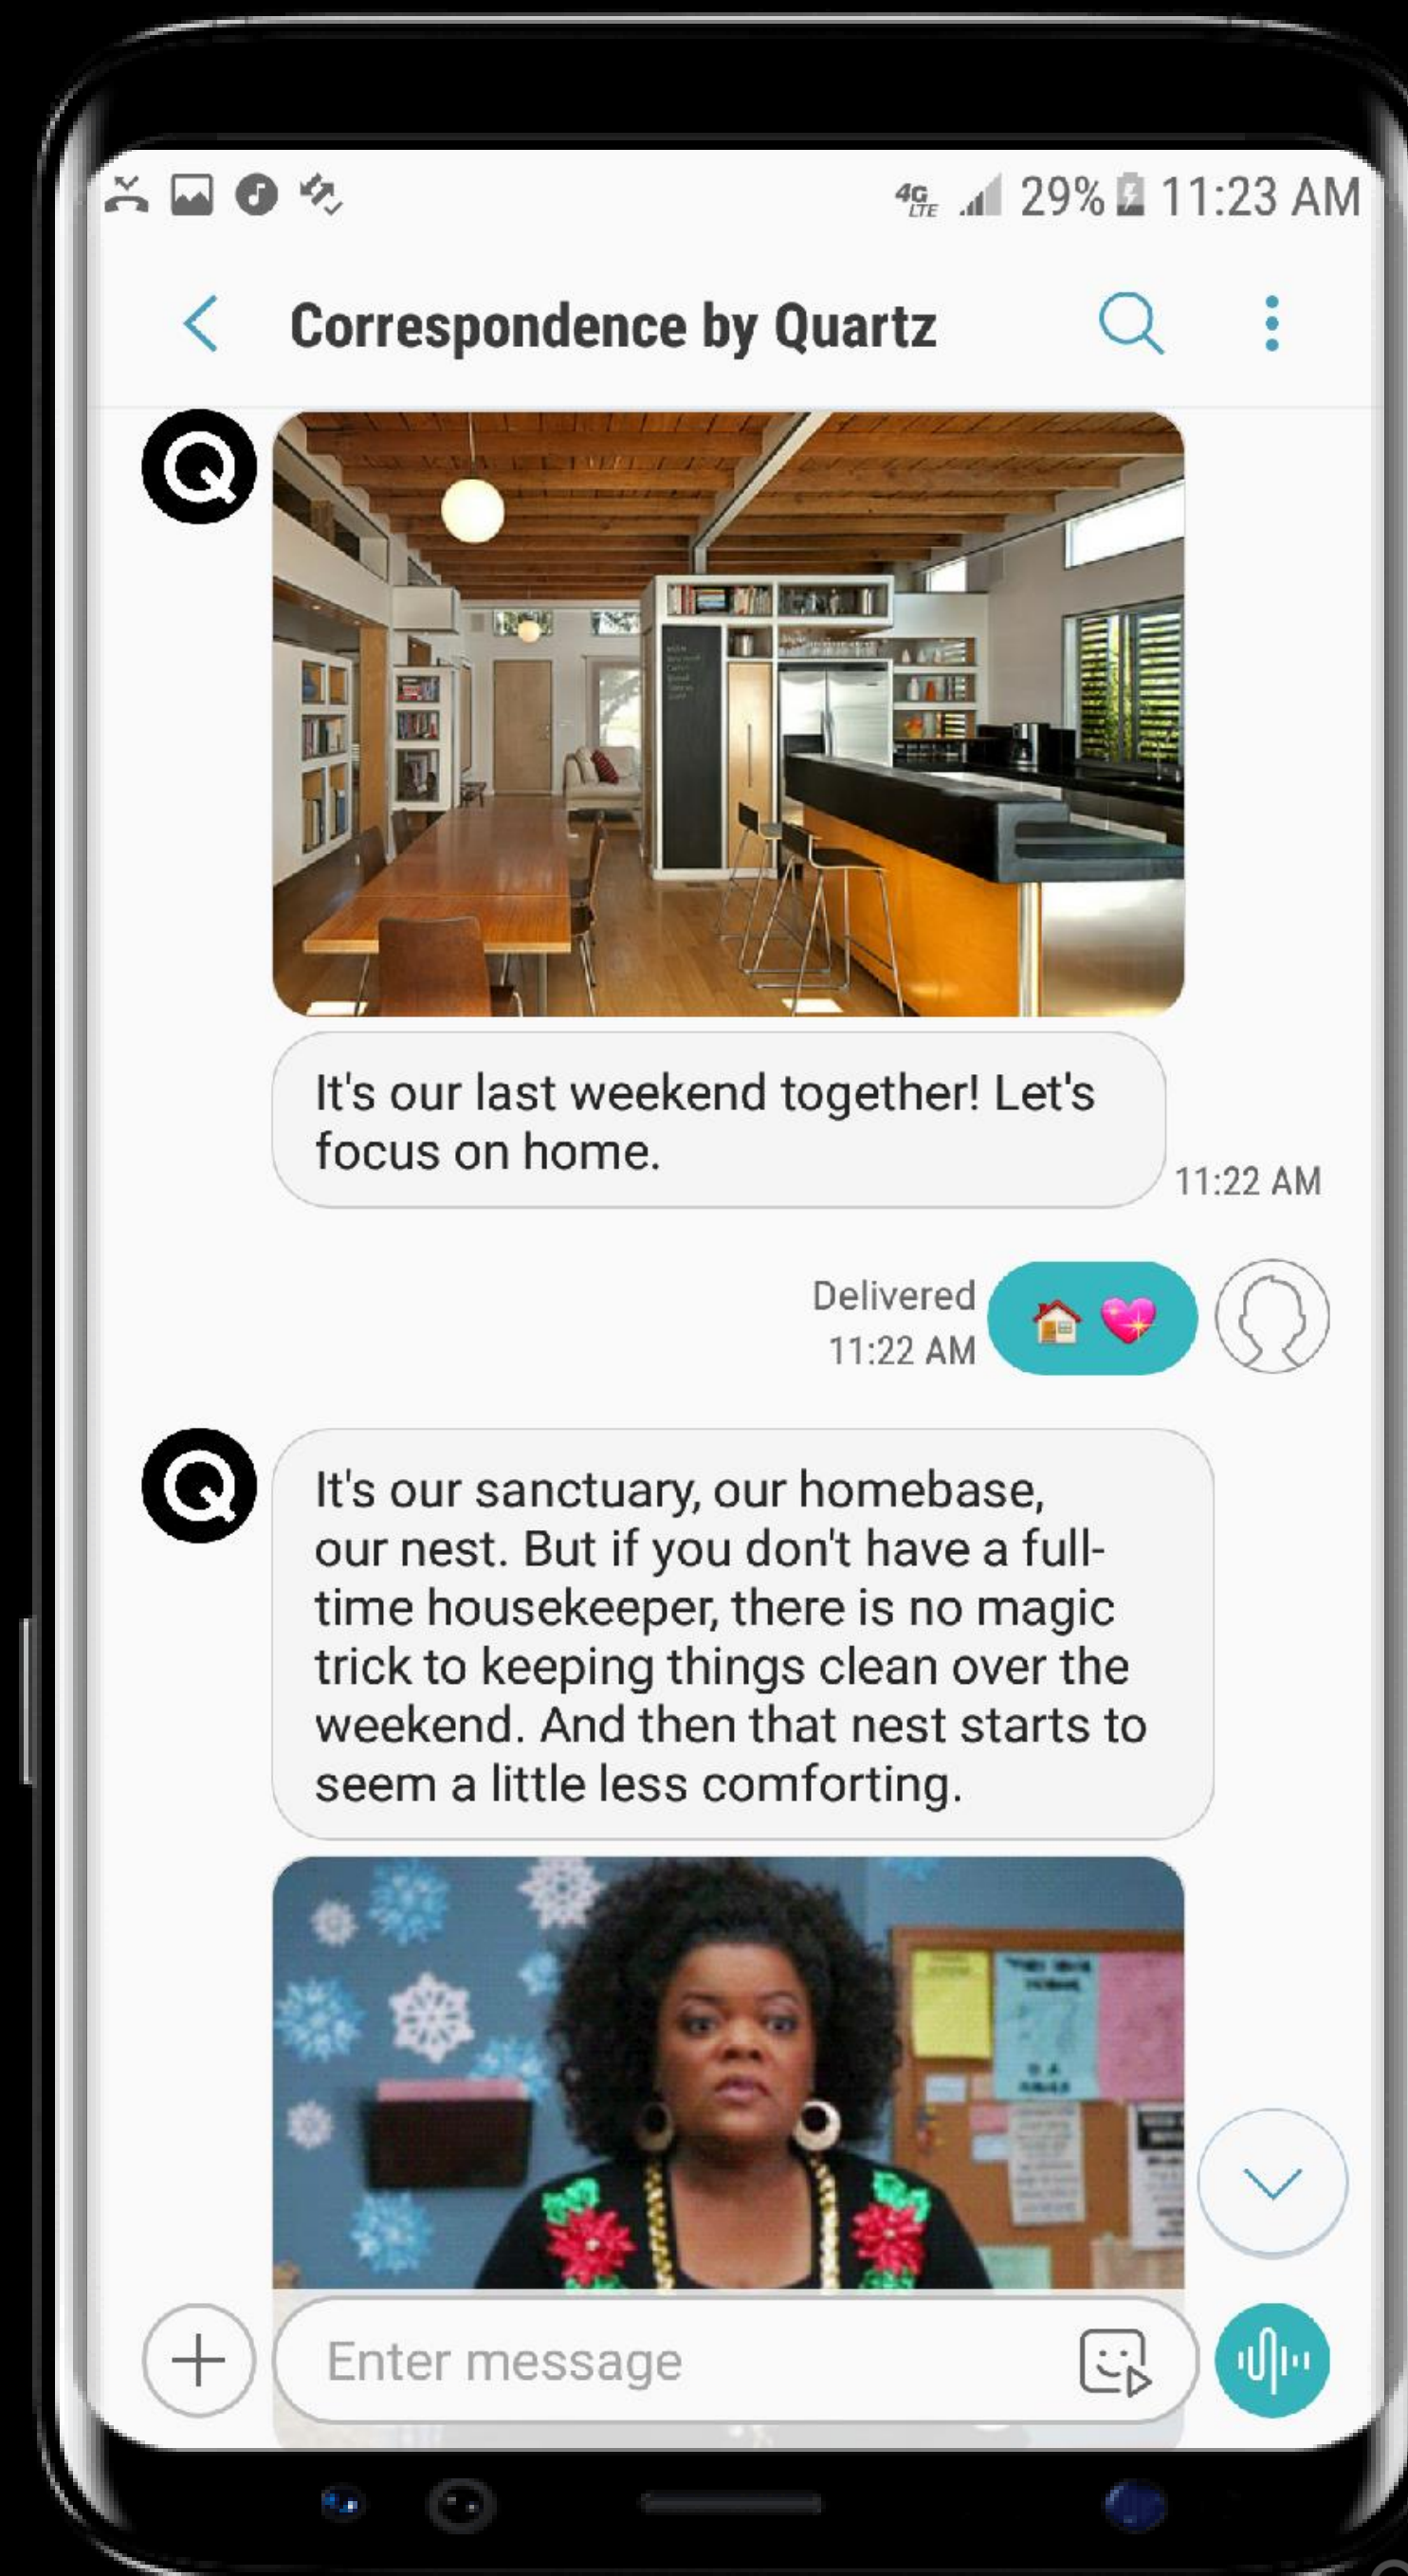 4G LTE 29% 11:23 AM
Correspondence by Quartz
Q
It's our last weekend together! Let's
focus on home.
11:22 AM
Delivered
11:22 AM
Q
It's our sanctuary, our homebase,
our nest. But if you don't have a full-
time housekeeper, there is no magic
trick to keeping things clean over the
weekend. And then that nest starts to
seem a little less comforting.
Enter message